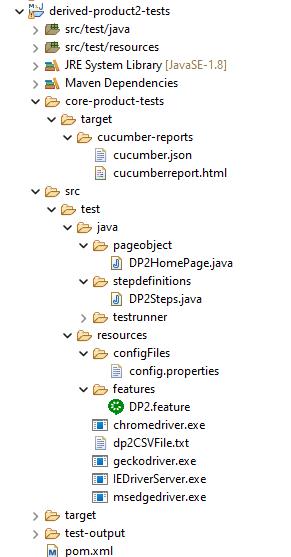 derived-product2-tests
src/test/java
src/test/resources
JRE System Library [JavaSE-1.8]
Maven Dependencies
core-product-tests
target
cucumber-reports
cucumber.json
cucumberreport.html
src
test
java
pageobject
DP2HomePage.java
stepdefinitions
DP2Steps.java
testrunner
resources
configFiles
config.properties
features
DP2.feature
chromedriver.exe
dp2CSVFile.txt
geckodriver.exe
IEDriverServer.exe
msedgedriver.exe
target
test-output
pom.xml